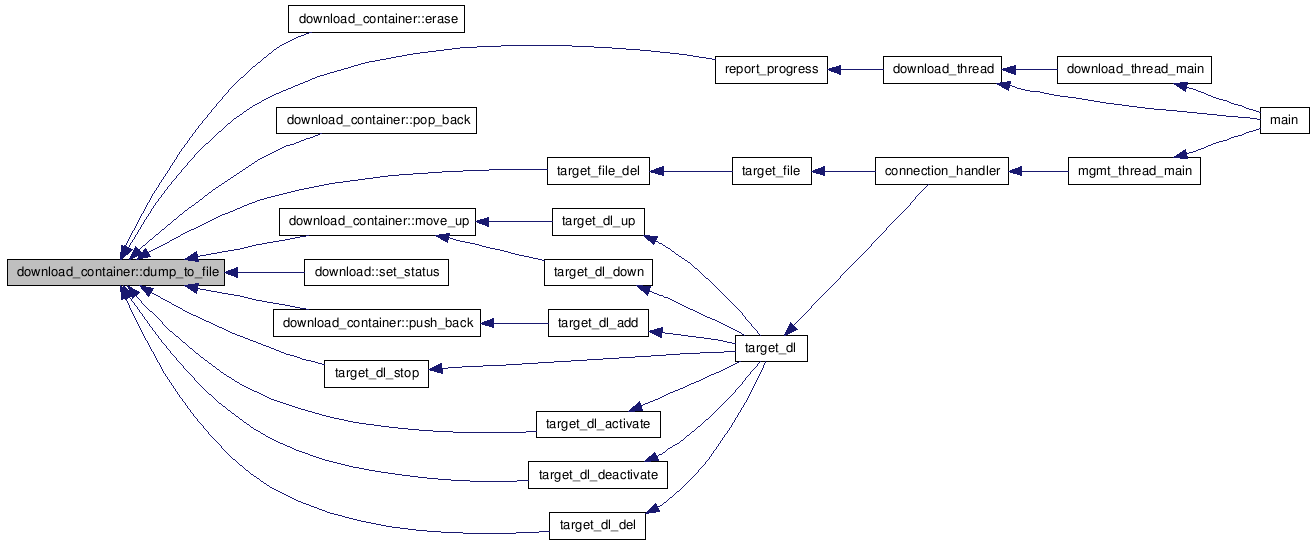 download_container::erase
report_progress
download_thread
download_thread_main
download_container::pop_back
main
target_file_del
target_file
connection_handler
mgmt_thread_main
download_container::move_up
target_dl_up
download_container::dump_to_file
download::set_status
target_dl_down
download_container::push_back
target_dl_add
target_dl
target_dl_stop
target_dl_activate
target_dl_deactivate
target_dl_del